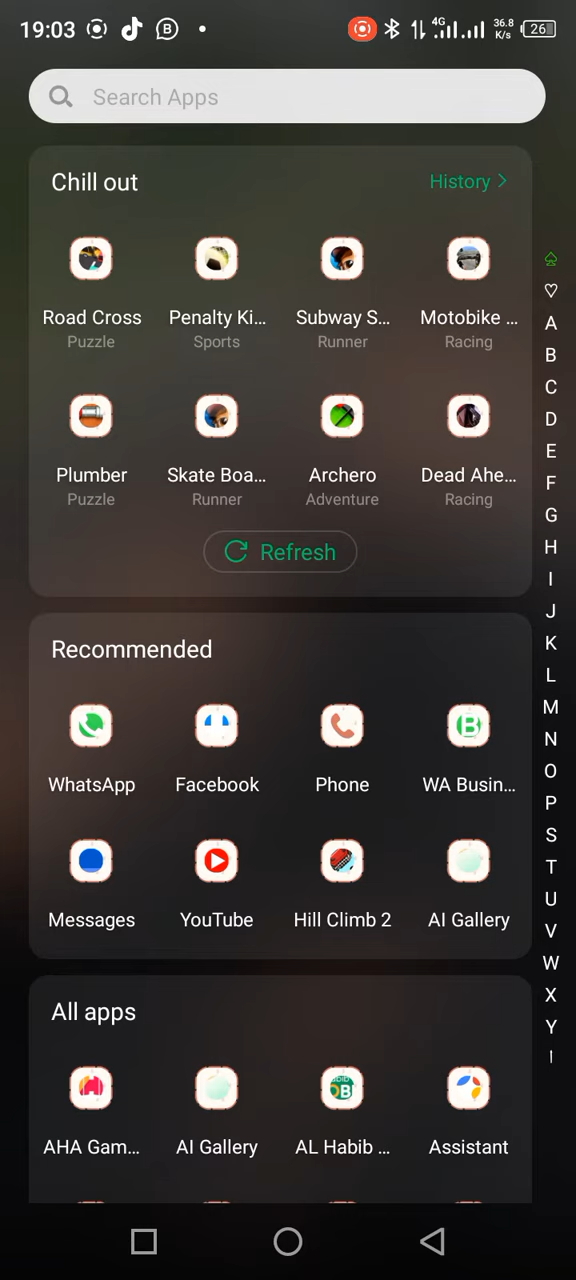 19:03 B 4G 36.8 K/s 26
Search Apps
Chill out History
Road Cross Penalty Ki... Subway S... Motobike ...
Puzzle Sports Runner Racing
Plumber Skate Boa... Archero Dead Ahe...
Puzzle Runner Adventure Racing
Refresh
Recommended
WhatsApp Facebook Phone WA Busin...
Messages YouTube Hill Climb 2 AI Gallery
All apps
AHA Gam... AI Gallery AL Habib ... Assistant
A
B
C
D
E
F
G
H
I
J
K
L
M
N
O
P
S
T
U
V
W
X
Y